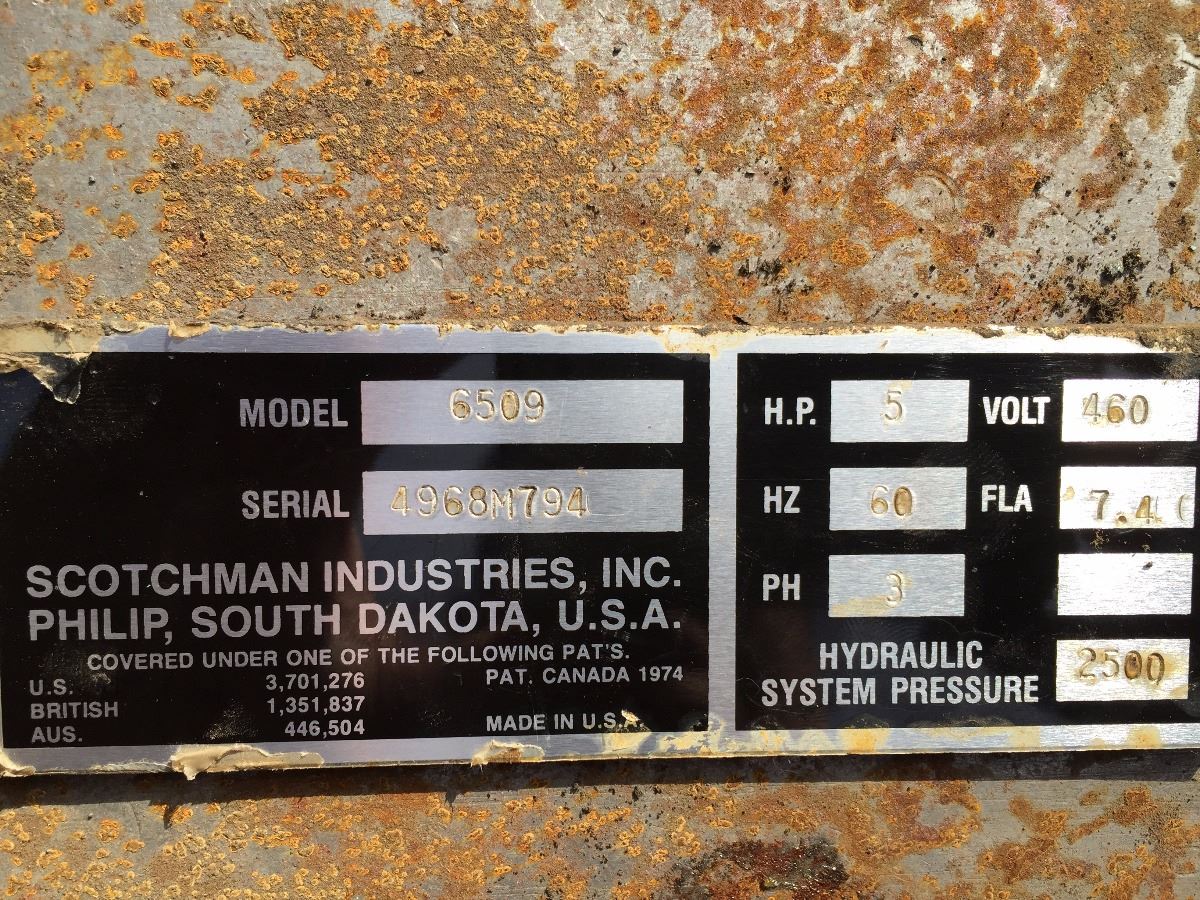 MODEL 6509
SERIAL 4968M794
SCOTCHMAN INDUSTRIES, INC.
PHILIP, SOUTH DAKOTA, U.S.A.
COVERED UNDER ONE OF THE FOLLOWING PAT'S.
U.S. 3,701,276 PAT. CANADA 1974
BRITISH 1,351,837
AUS. 446,504 MADE IN U.S.A.
H.P. 5 VOLT 460
HZ 60 FLA 7.4
PH 3
HYDRAULIC
SYSTEM PRESSURE 2500